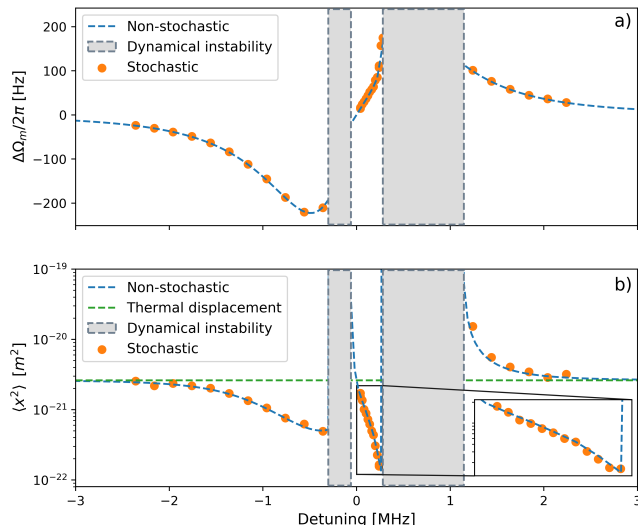 a)
200
100
0
−100
−200
ΔΩₘ/2π [Hz]
Non-stochastic
Dynamical instability
Stochastic
b)
10⁻¹⁹
10⁻²⁰
10⁻²¹
10⁻²²
⟨x²⟩ [m²]
Non-stochastic
Thermal displacement
Dynamical instability
Stochastic
−3 −2 −1 0 1 2 3
Detuning [MHz]